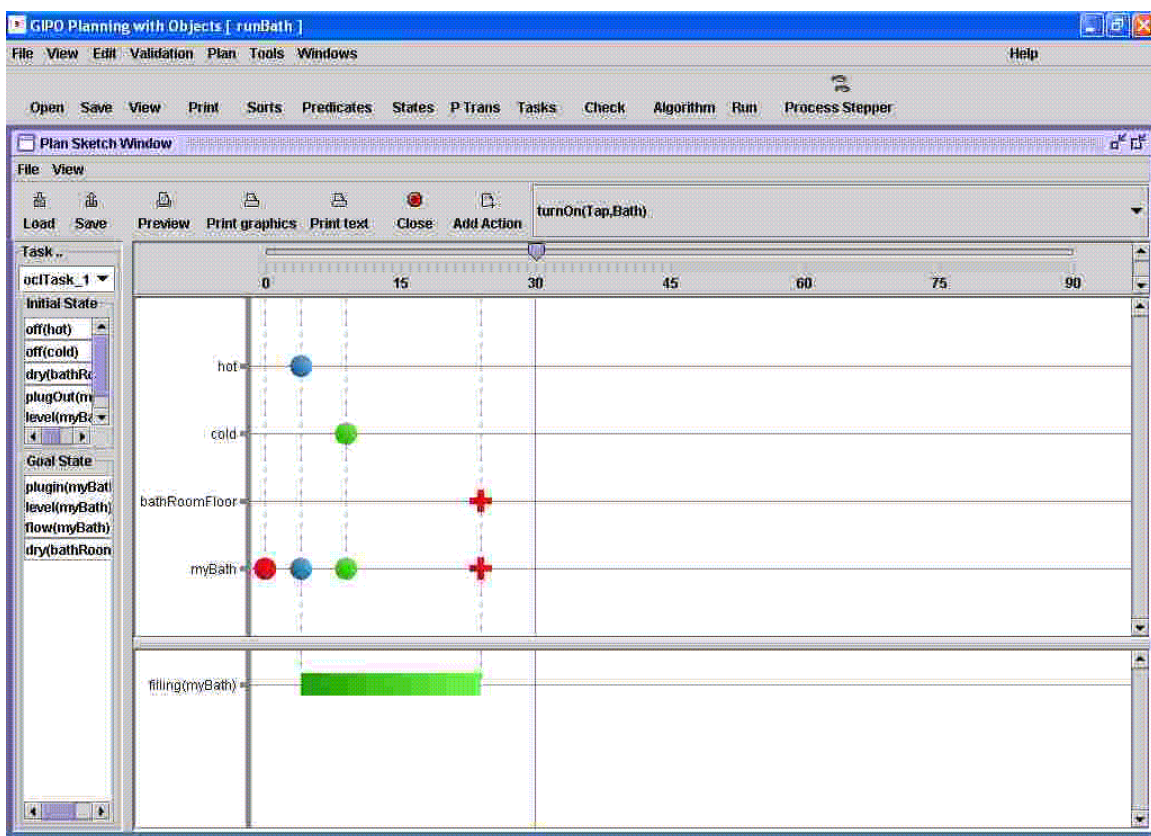 GIPO Planning with Objects [ runBath ]
File View Edit Validation Plan Tools Windows Help
Open Save View Print Sorts Predicates States P Trans Tasks Check Algorithm Run Process Stepper
Plan Sketch Window
File View
Load Save Preview Print graphics Print text Close Add Action turnOn(Tap,Bath)
Task ..
oclTask_1
0 15 30 45 60 75 90
Initial State
off(hot)
off(cold)
dry(bathRo
plugOut(m
level(myBa
Goal State
plugIn(myBat
level(myBath)
flow(myBath)
dry(bathRoon
hot
cold
bathRoomFloor
myBath
filling(myBath)